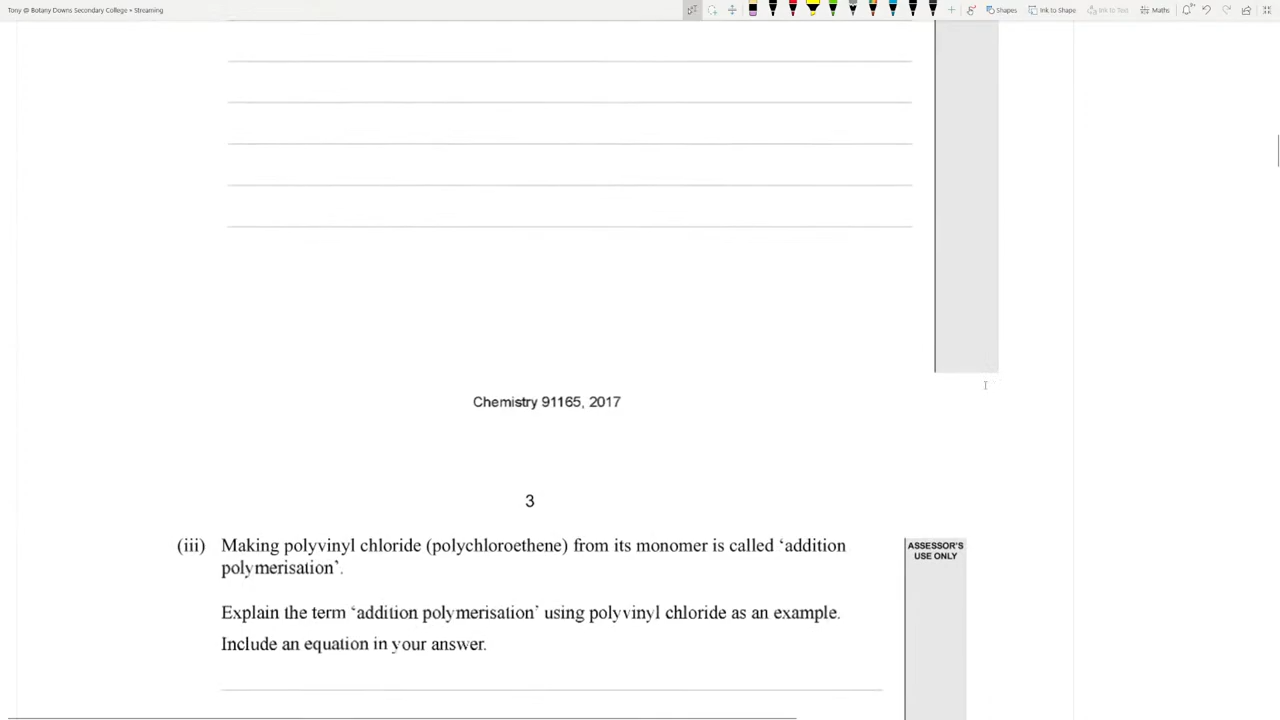 Tony @ Botany Downs Secondary College » Streaming
Shapes
Ink to Shape
Ink to Text
Maths
Chemistry 91165, 2017
3
(iii) Making polyvinyl chloride (polychloroethene) from its monomer is called ‘addition
polymerisation’.
ASSESSOR’S
USE ONLY
Explain the term ‘addition polymerisation’ using polyvinyl chloride as an example.
Include an equation in your answer.